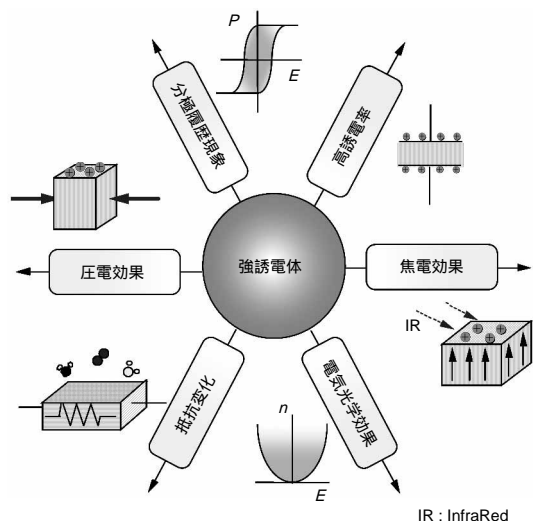 P
E
分極履歴現象
高誘電率
圧電効果
強誘電体
焦電効果
IR
抵抗変化
電気光学効果
n
E
IR : InfraRed